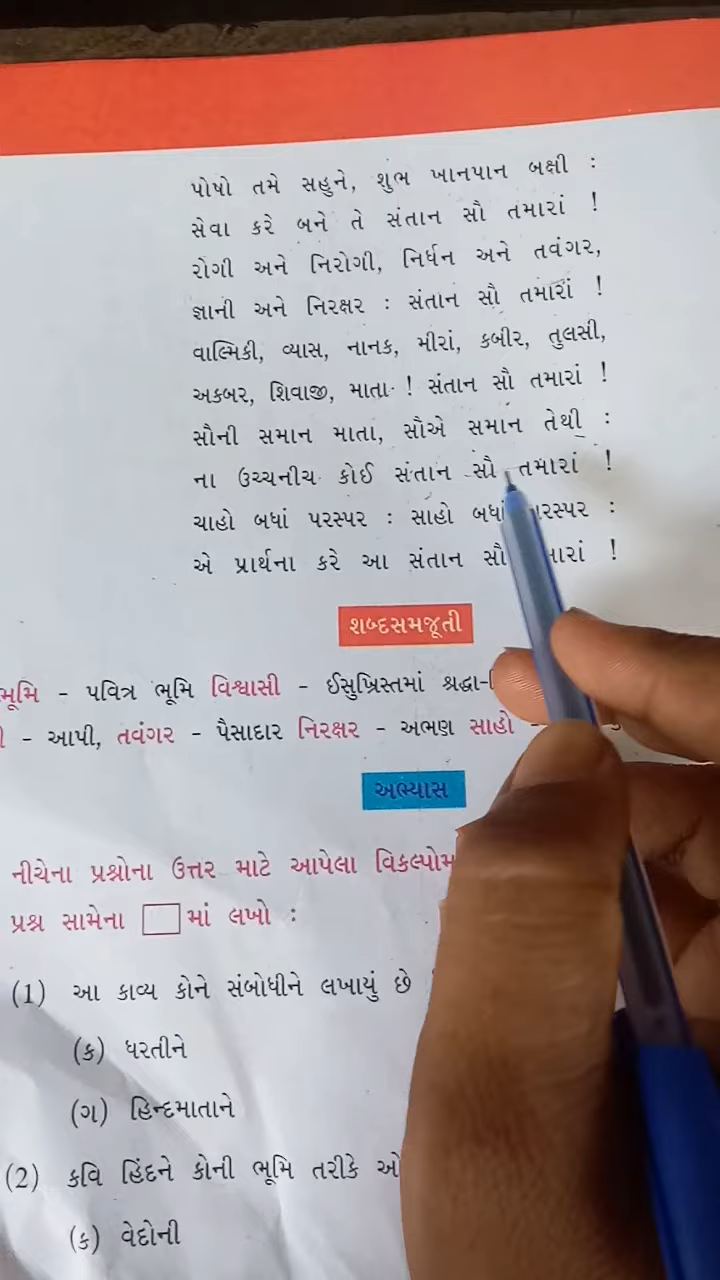 પોષો તમે સહુને, શુભ ખાનપાન બક્ષી :
સેવા કરે બને તે સંતાન સૌ તમારાં !
રોગી અને નિરોગી, નિર્ધન અને તવંગર,
જ્ઞાની અને નિરક્ષર : સંતાન સૌ તમારાં !
વાલ્મિકી, વ્યાસ, નાનક, મીરાં, કબીર, તુલસી,
અકબર, શિવાજી, માતા ! સંતાન સૌ તમારાં !
સૌની સમાન માતા, સૌએ સમાન તેથી :
ના ઉચ્ચનીચ કોઈ સંતાન સૌ તમારાં !
ચાહો બધાં પરસ્પર : સાહો બધાં :
એ પ્રાર્થના કરે આ સંતાન સૌ !
શબ્દસમજૂતી
ભૂમિ - પવિત્ર ભૂમિ વિશ્વાસી - ઈસુખ્રિસ્તમાં શ્રદ્ધા-
- આપી, તવંગર - પૈસાદાર નિરક્ષર - અભણ સાહો -
અભ્યાસ
નીચેના પ્રશ્નોના ઉત્તર માટે આપેલા
પ્રશ્ન સામેના માં લખો :
(1) આ કાવ્ય કોને સંબોધીને લખાયું છે
(ક) ધરતીને
(ગ) હિન્દમાતાને
(2) કવિ હિંદને કોની ભૂમિ તરીકે
(ક) વેદોની